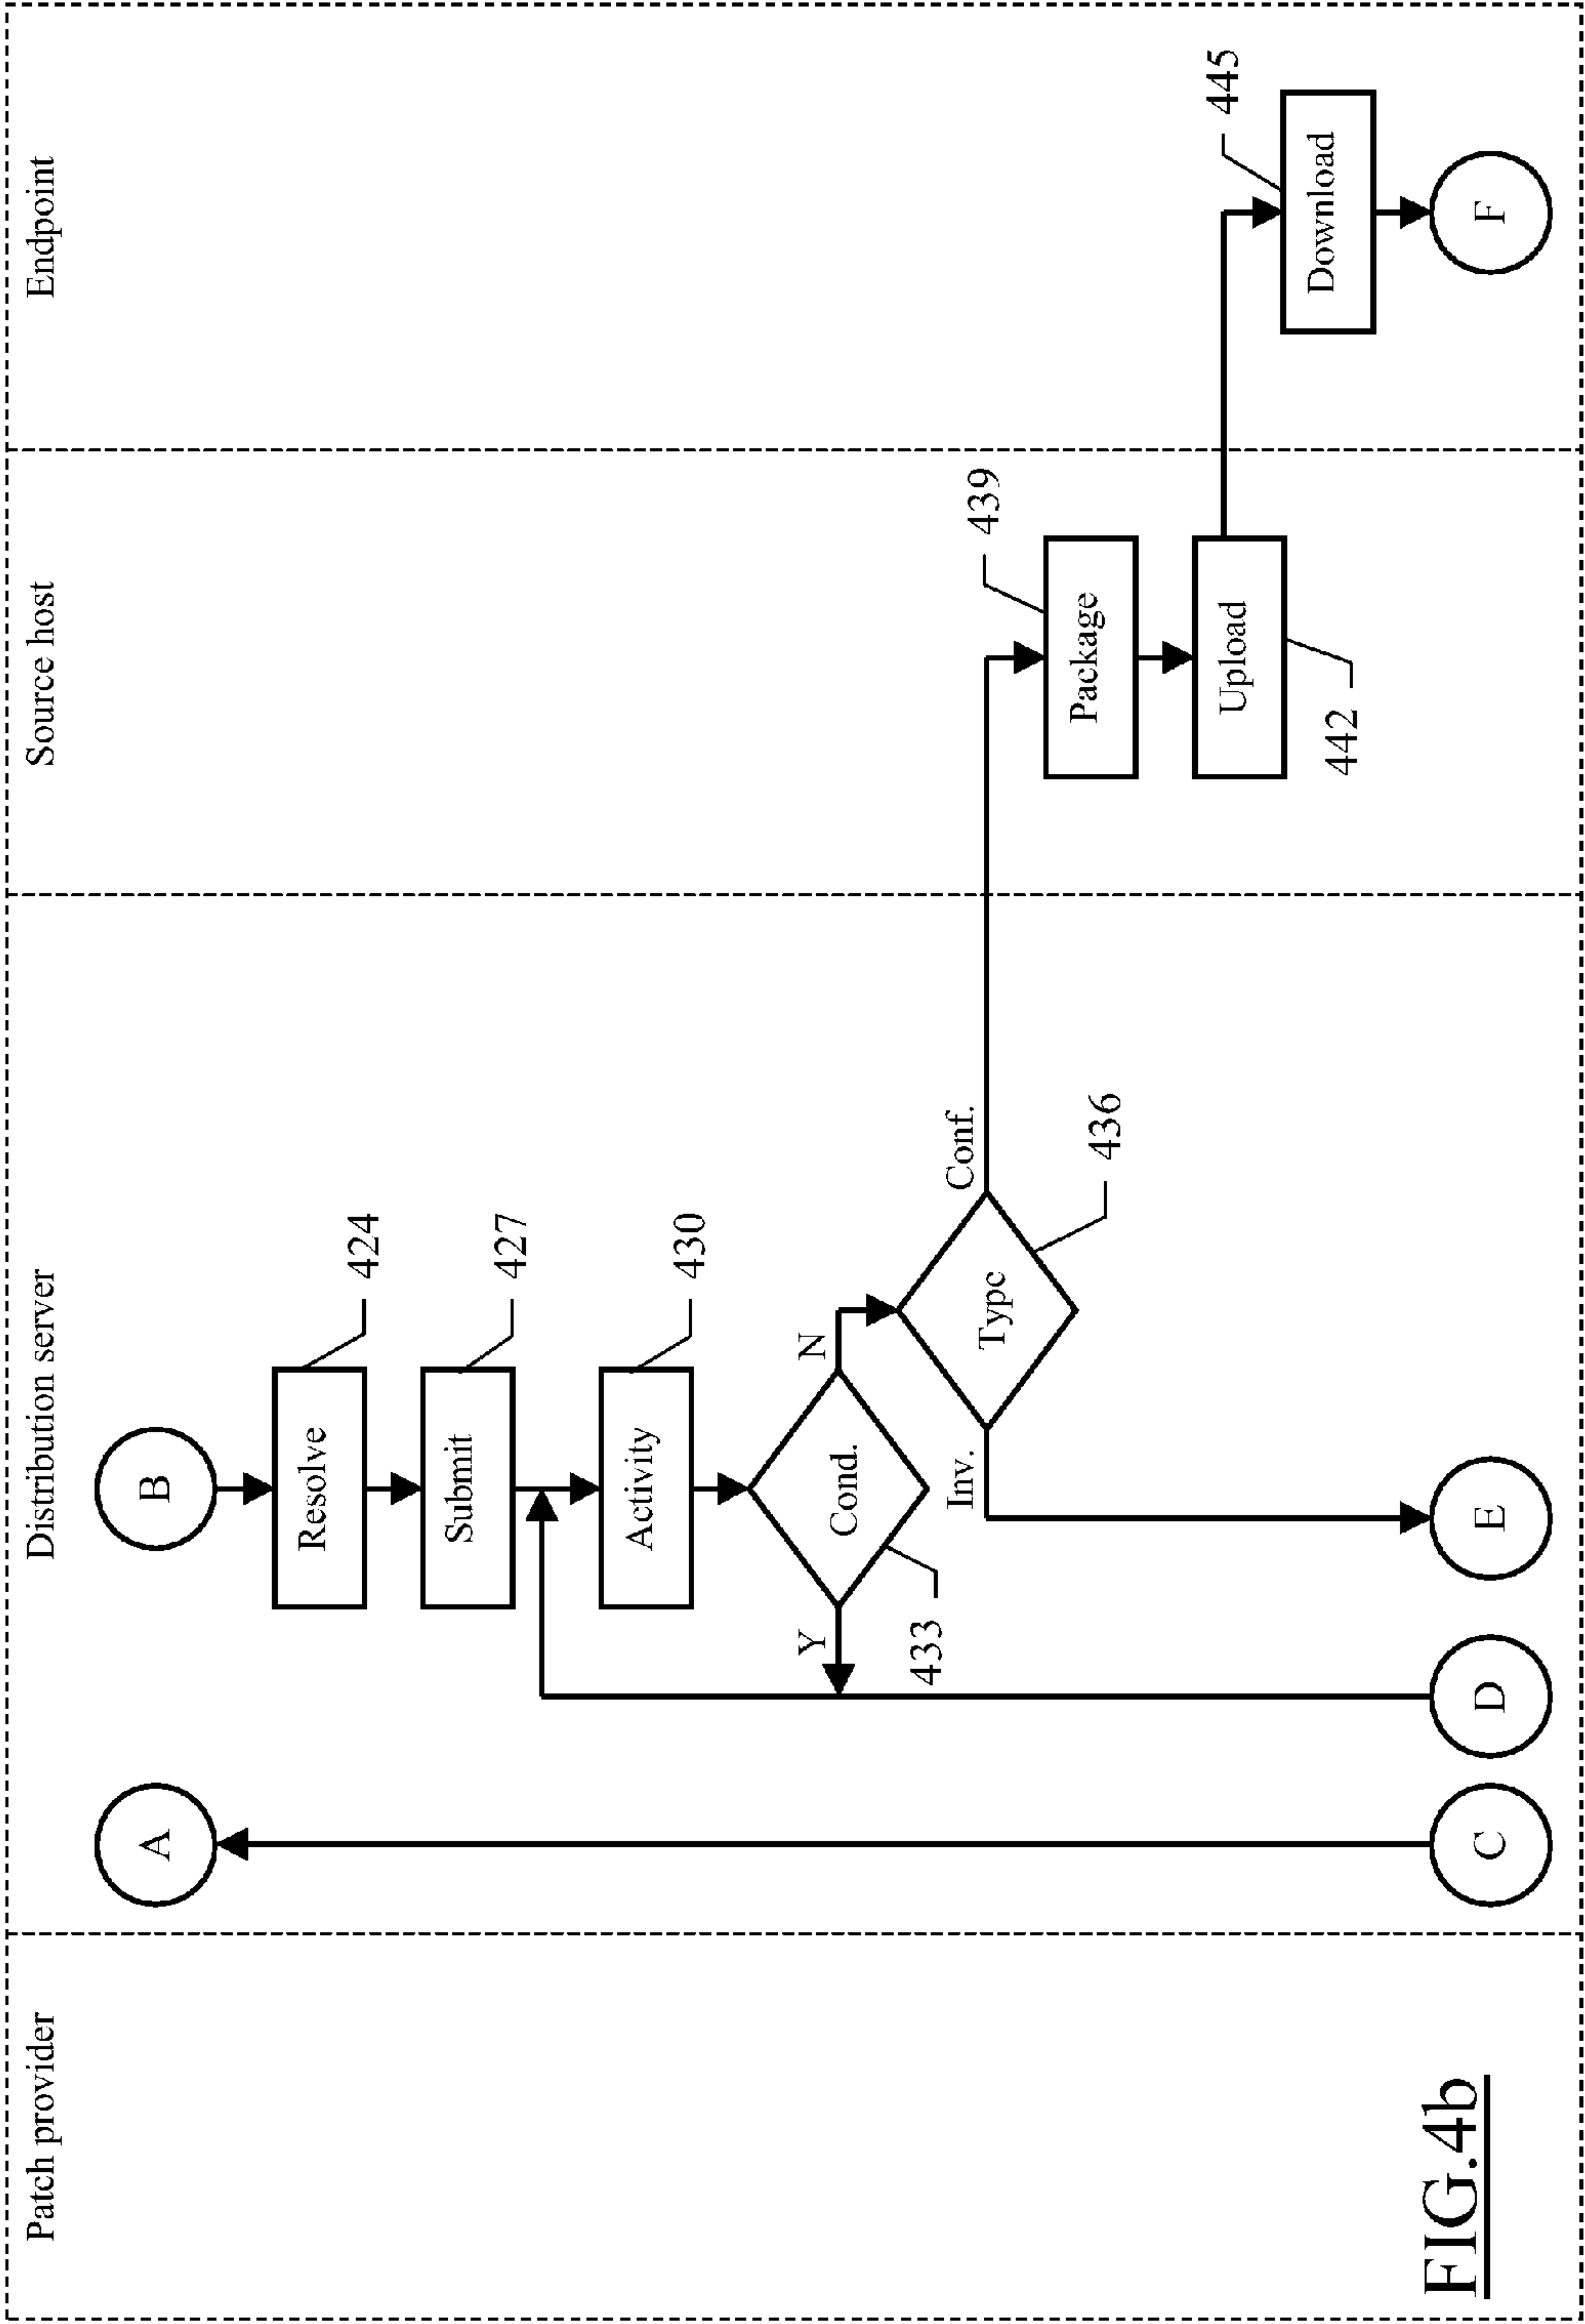 Patch provider
Distribution server
Source host
Endpoint
A
B
Resolve
424
Submit
427
Activity
430
Y
Cond.
N
433
Inv.
Type
Conf.
436
Package
439
Upload
442
Download
445
C
D
E
F
FIG.4b